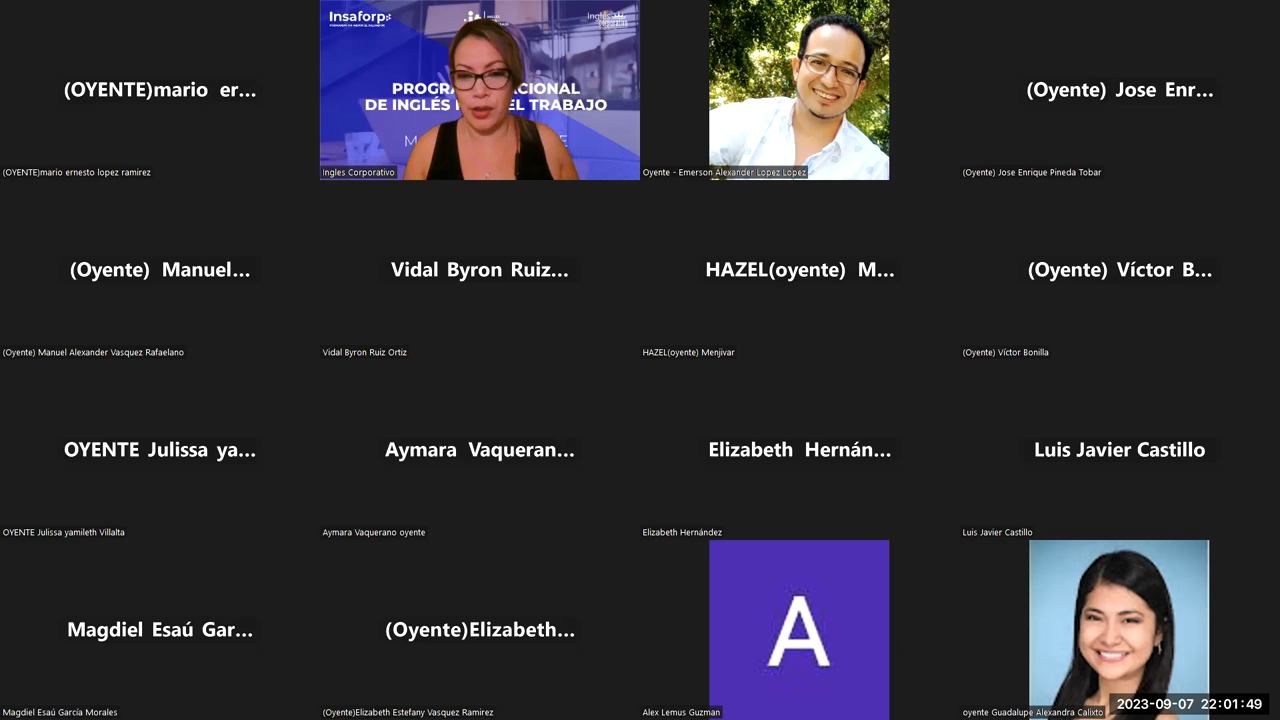 (OYENTE)mario er...
(OYENTE)mario ernesto lopez ramirez
Insaforp
PROGRA
CIONAL
DE INGLÉS
EL TRABAJO
M
E
Ingles Corporativo
Oyente - Emerson Alexander Lopez Lopez
(Oyente) Jose Enr...
(Oyente) Jose Enrique Pineda Tobar
(Oyente) Manuel...
(Oyente) Manuel Alexander Vasquez Rafaelano
Vidal Byron Ruiz...
Vidal Byron Ruiz Ortiz
HAZEL(oyente) M...
HAZEL(oyente) Menjivar
(Oyente) Víctor B...
(Oyente) Víctor Bonilla
OYENTE Julissa ya...
OYENTE Julissa yamileth Villalta
Aymara Vaqueran...
Aymara Vaquerano oyente
Elizabeth Hernán...
Elizabeth Hernández
Luis Javier Castillo
Luis Javier Castillo
Magdiel Esaú Gar...
Magdiel Esaú García Morales
(Oyente)Elizabeth...
(Oyente)Elizabeth Estefany Vasquez Ramirez
A
Alex Lemus Guzman
oyente Guadalupe Alexandra Calixto
2023-09-07 22:01:49